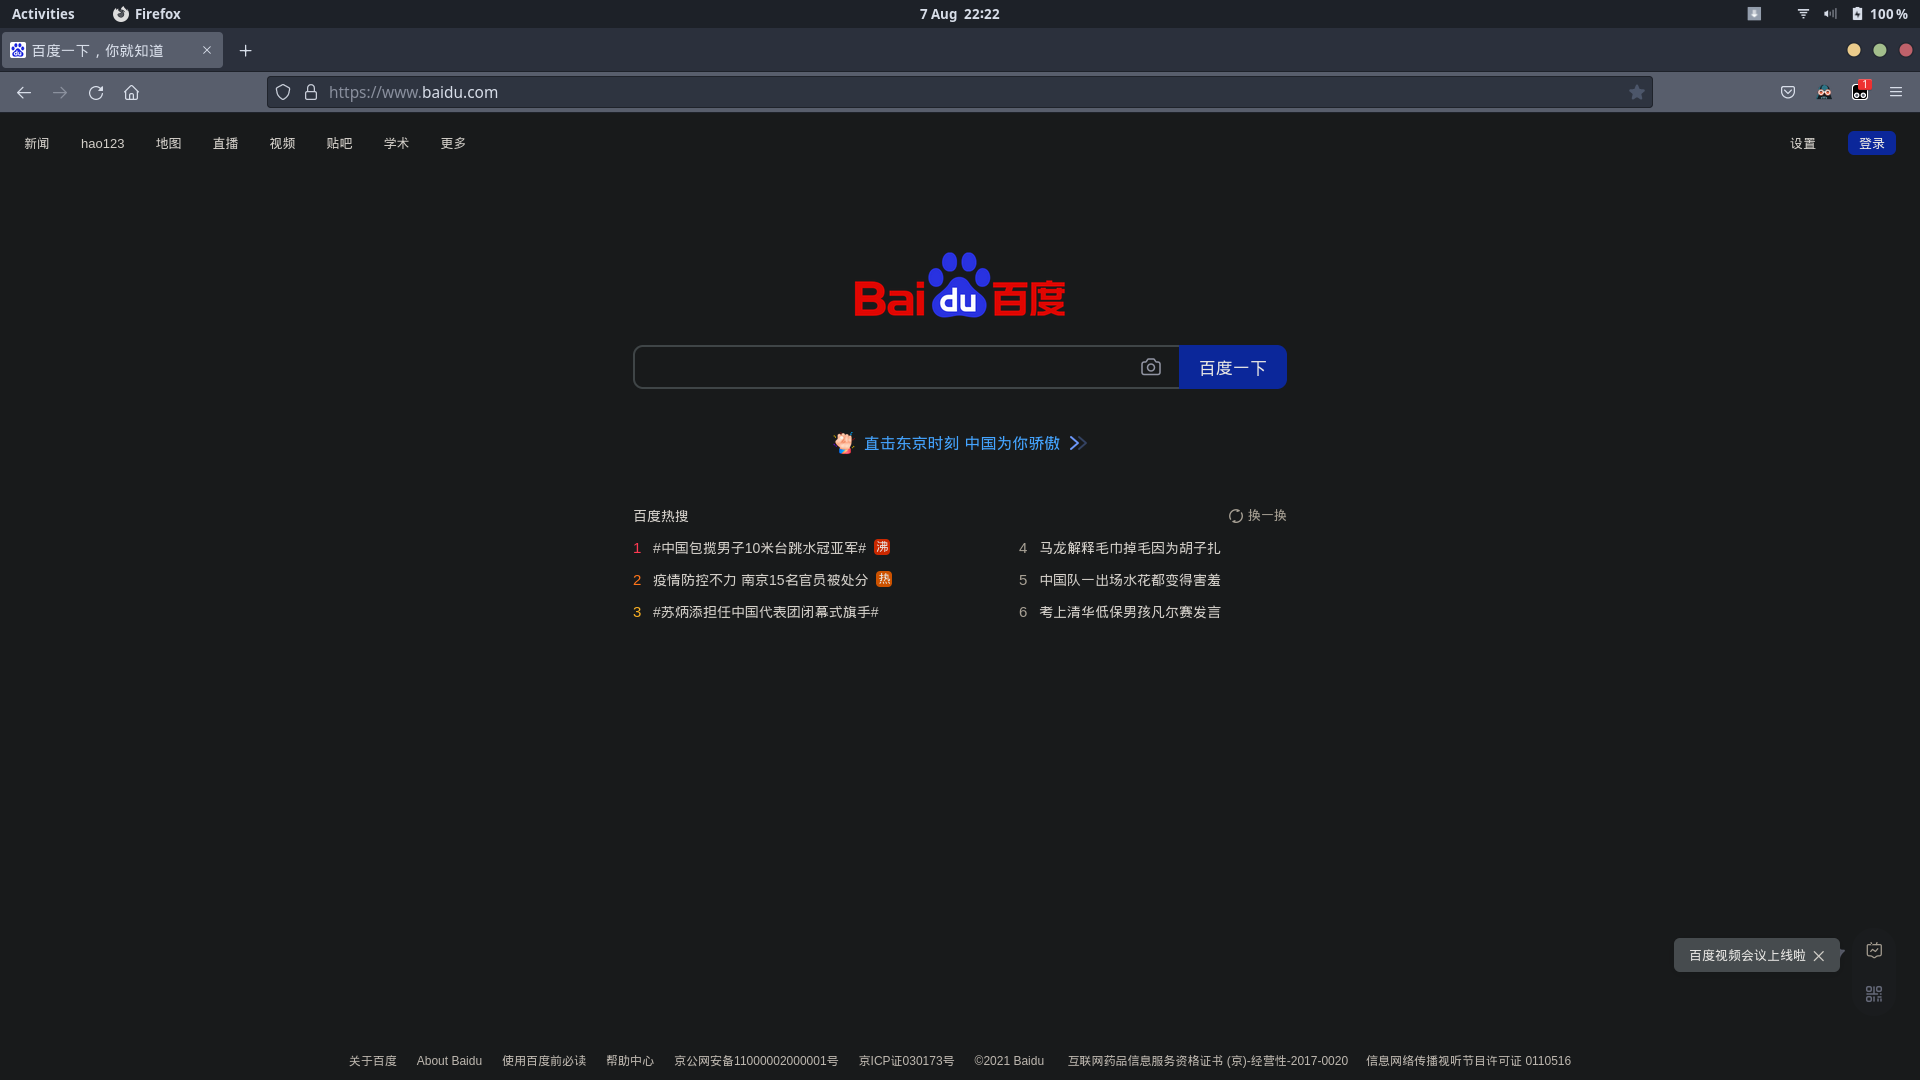 Activities Firefox 7 Aug 22:22 100 %
百度一下，你就知道
https://www.baidu.com 1
新闻 hao123 地图 直播 视频 贴吧 学术 更多 设置 登录
Bai du 百度
百度一下
直击东京时刻 中国为你骄傲
百度热搜 换一换
1 #中国包揽男子10米台跳水冠亚军# 沸
4 马龙解释毛巾掉毛因为胡子扎
2 疫情防控不力 南京15名官员被处分 热
5 中国队一出场水花都变得害羞
3 #苏炳添担任中国代表团闭幕式旗手#
6 考上清华低保男孩凡尔赛发言
百度视频会议上线啦
关于百度 About Baidu 使用百度前必读 帮助中心 京公网安备11000002000001号 京ICP证030173号 ©2021 Baidu 互联网药品信息服务资格证书 (京)-经营性-2017-0020 信息网络传播视听节目许可证 0110516